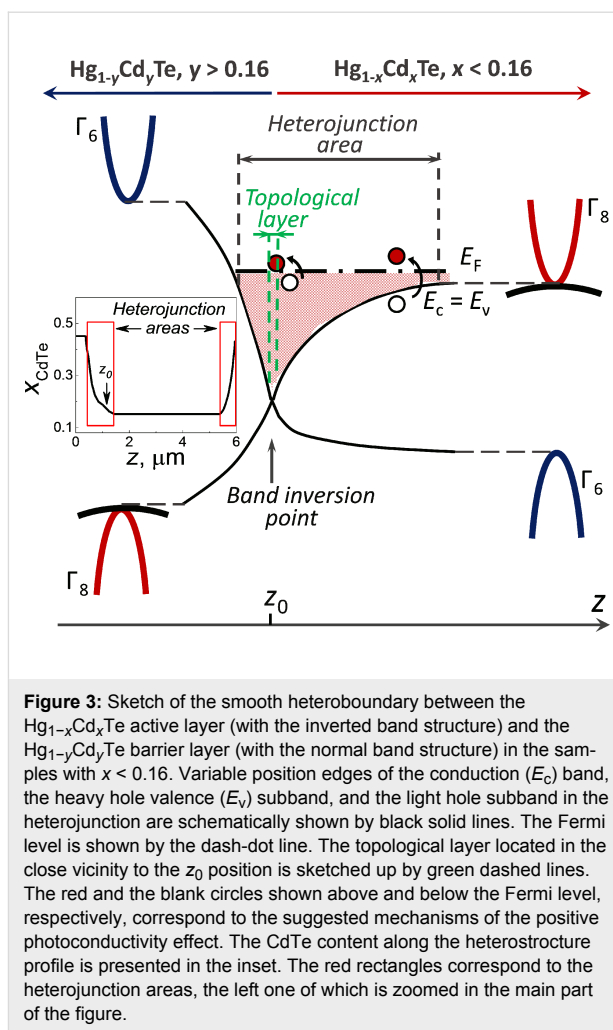 Hg1-yCdyTe, y > 0.16
Hg1-xCdxTe, x < 0.16
Γ6
Heterojunction
area
Topological
layer
Γ8
EF
Ec = Ev
Heterojunction
areas
xCdTe
0.5
0.3
0.1
z0
0 2 4 6
z, μm
Band inversion
point
Γ6
Γ8
z0
z
Figure 3: Sketch of the smooth heteroboundary between the
Hg1−xCdxTe active layer (with the inverted band structure) and the
Hg1−yCdyTe barrier layer (with the normal band structure) in the sam-
ples with x < 0.16. Variable position edges of the conduction (Ec) band,
the heavy hole valence (Ev) subband, and the light hole subband in the
heterojunction are schematically shown by black solid lines. The Fermi
level is shown by the dash-dot line. The topological layer located in the
close vicinity to the z0 position is sketched up by green dashed lines.
The red and the blank circles shown above and below the Fermi level,
respectively, correspond to the suggested mechanisms of the positive
photoconductivity effect. The CdTe content along the heterostrocture
profile is presented in the inset. The red rectangles correspond to the
heterojunction areas, the left one of which is zoomed in the main part
of the figure.